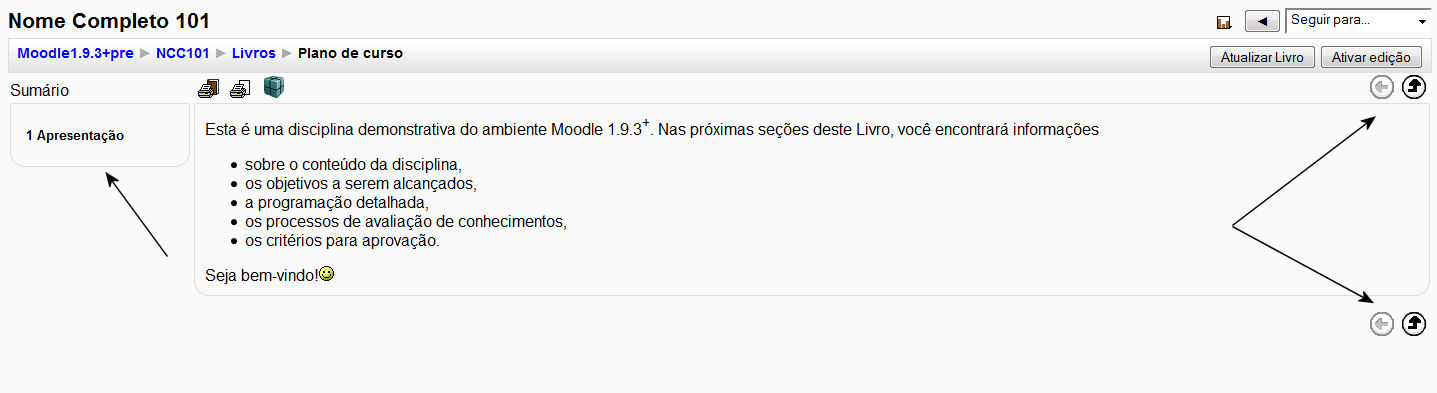 Nome Completo 101
Seguir para...
Moodle1.9.3+pre ► NCC101 ► Livros ► Plano de curso
Atualizar Livro
Ativar edição
Sumário
1 Apresentação
Esta é uma disciplina demonstrativa do ambiente Moodle 1.9.3+. Nas próximas seções deste Livro, você encontrará informações
• sobre o conteúdo da disciplina,
• os objetivos a serem alcançados,
• a programação detalhada,
• os processos de avaliação de conhecimentos,
• os critérios para aprovação.
Seja bem-vindo!